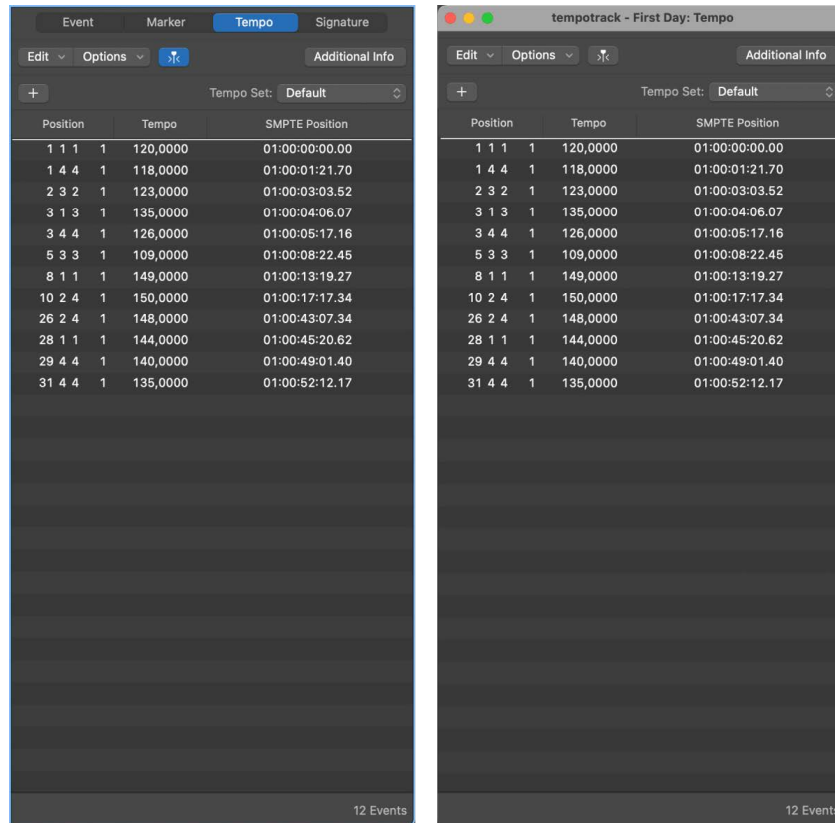 Event Marker Tempo Signature
Edit Options Additional Info
+ Tempo Set: Default
Position Tempo SMPTE Position
1 1 1 1 120,0000 01:00:00:00.00
1 4 4 1 118,0000 01:00:01:21.70
2 3 2 1 123,0000 01:00:03:03.52
3 1 3 1 135,0000 01:00:04:06.07
3 4 4 1 126,0000 01:00:05:17.16
5 3 3 1 109,0000 01:00:08:22.45
8 1 1 1 149,0000 01:00:13:19.27
10 2 4 1 150,0000 01:00:17:17.34
26 2 4 1 148,0000 01:00:43:07.34
28 1 1 1 144,0000 01:00:45:20.62
29 4 4 1 140,0000 01:00:49:01.40
31 4 4 1 135,0000 01:00:52:12.17
12 Events
tempotrack - First Day: Tempo
Edit Options Additional Info
+ Tempo Set: Default
Position Tempo SMPTE Position
1 1 1 1 120,0000 01:00:00:00.00
1 4 4 1 118,0000 01:00:01:21.70
2 3 2 1 123,0000 01:00:03:03.52
3 1 3 1 135,0000 01:00:04:06.07
3 4 4 1 126,0000 01:00:05:17.16
5 3 3 1 109,0000 01:00:08:22.45
8 1 1 1 149,0000 01:00:13:19.27
10 2 4 1 150,0000 01:00:17:17.34
26 2 4 1 148,0000 01:00:43:07.34
28 1 1 1 144,0000 01:00:45:20.62
29 4 4 1 140,0000 01:00:49:01.40
31 4 4 1 135,0000 01:00:52:12.17
12 Events